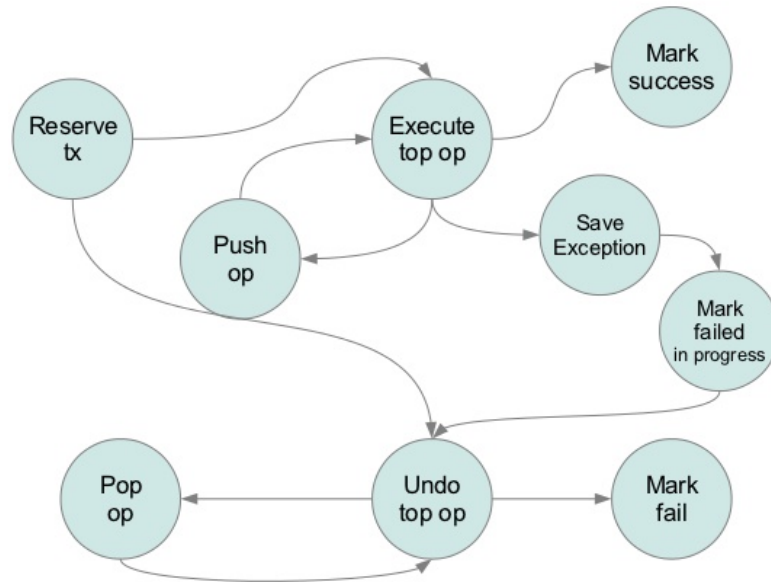 Mark
success
Reserve
tx
Execute
top op
Push
op
Save
Exception
Mark
failed
in progress
Pop
op
Undo
top op
Mark
fail